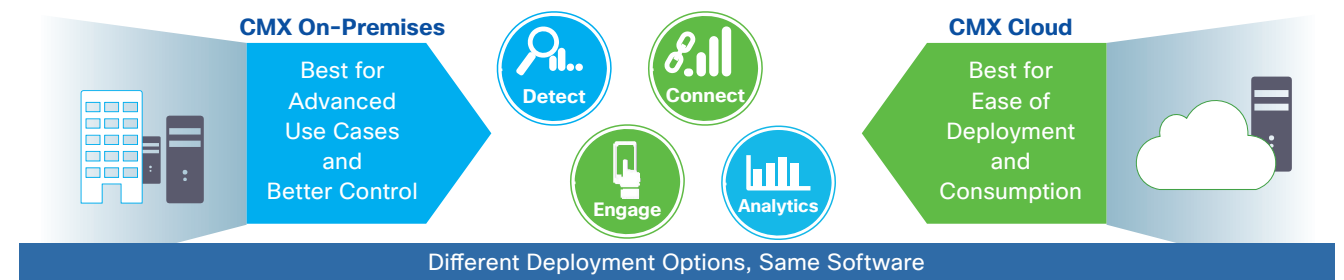 CMX On-Premises
Best for
Advanced
Use Cases
and
Better Control
Detect
Connect
Engage
Analytics
CMX Cloud
Best for
Ease of
Deployment
and
Consumption
Different Deployment Options, Same Software